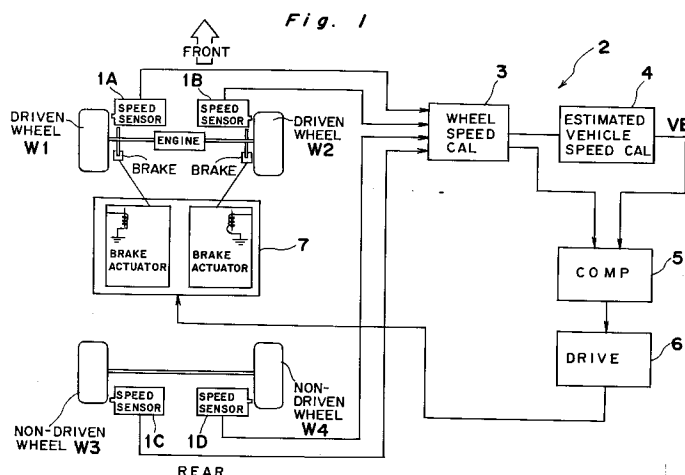 Fig. 1
FRONT
2
1A
1B
3
4
SPEED
SENSOR
SPEED
SENSOR
DRIVEN
WHEEL
W1
DRIVEN
WHEEL
W2
ENGINE
BRAKE
BRAKE
WHEEL
SPEED
CAL
ESTIMATED
VEHICLE
SPEED CAL
VE
BRAKE
ACTUATOR
BRAKE
ACTUATOR
7
COMP
5
DRIVE
6
SPEED
SENSOR
SPEED
SENSOR
NON-
DRIVEN
WHEEL
W4
NON-DRIVEN
WHEEL W3
1C
1D
REAR